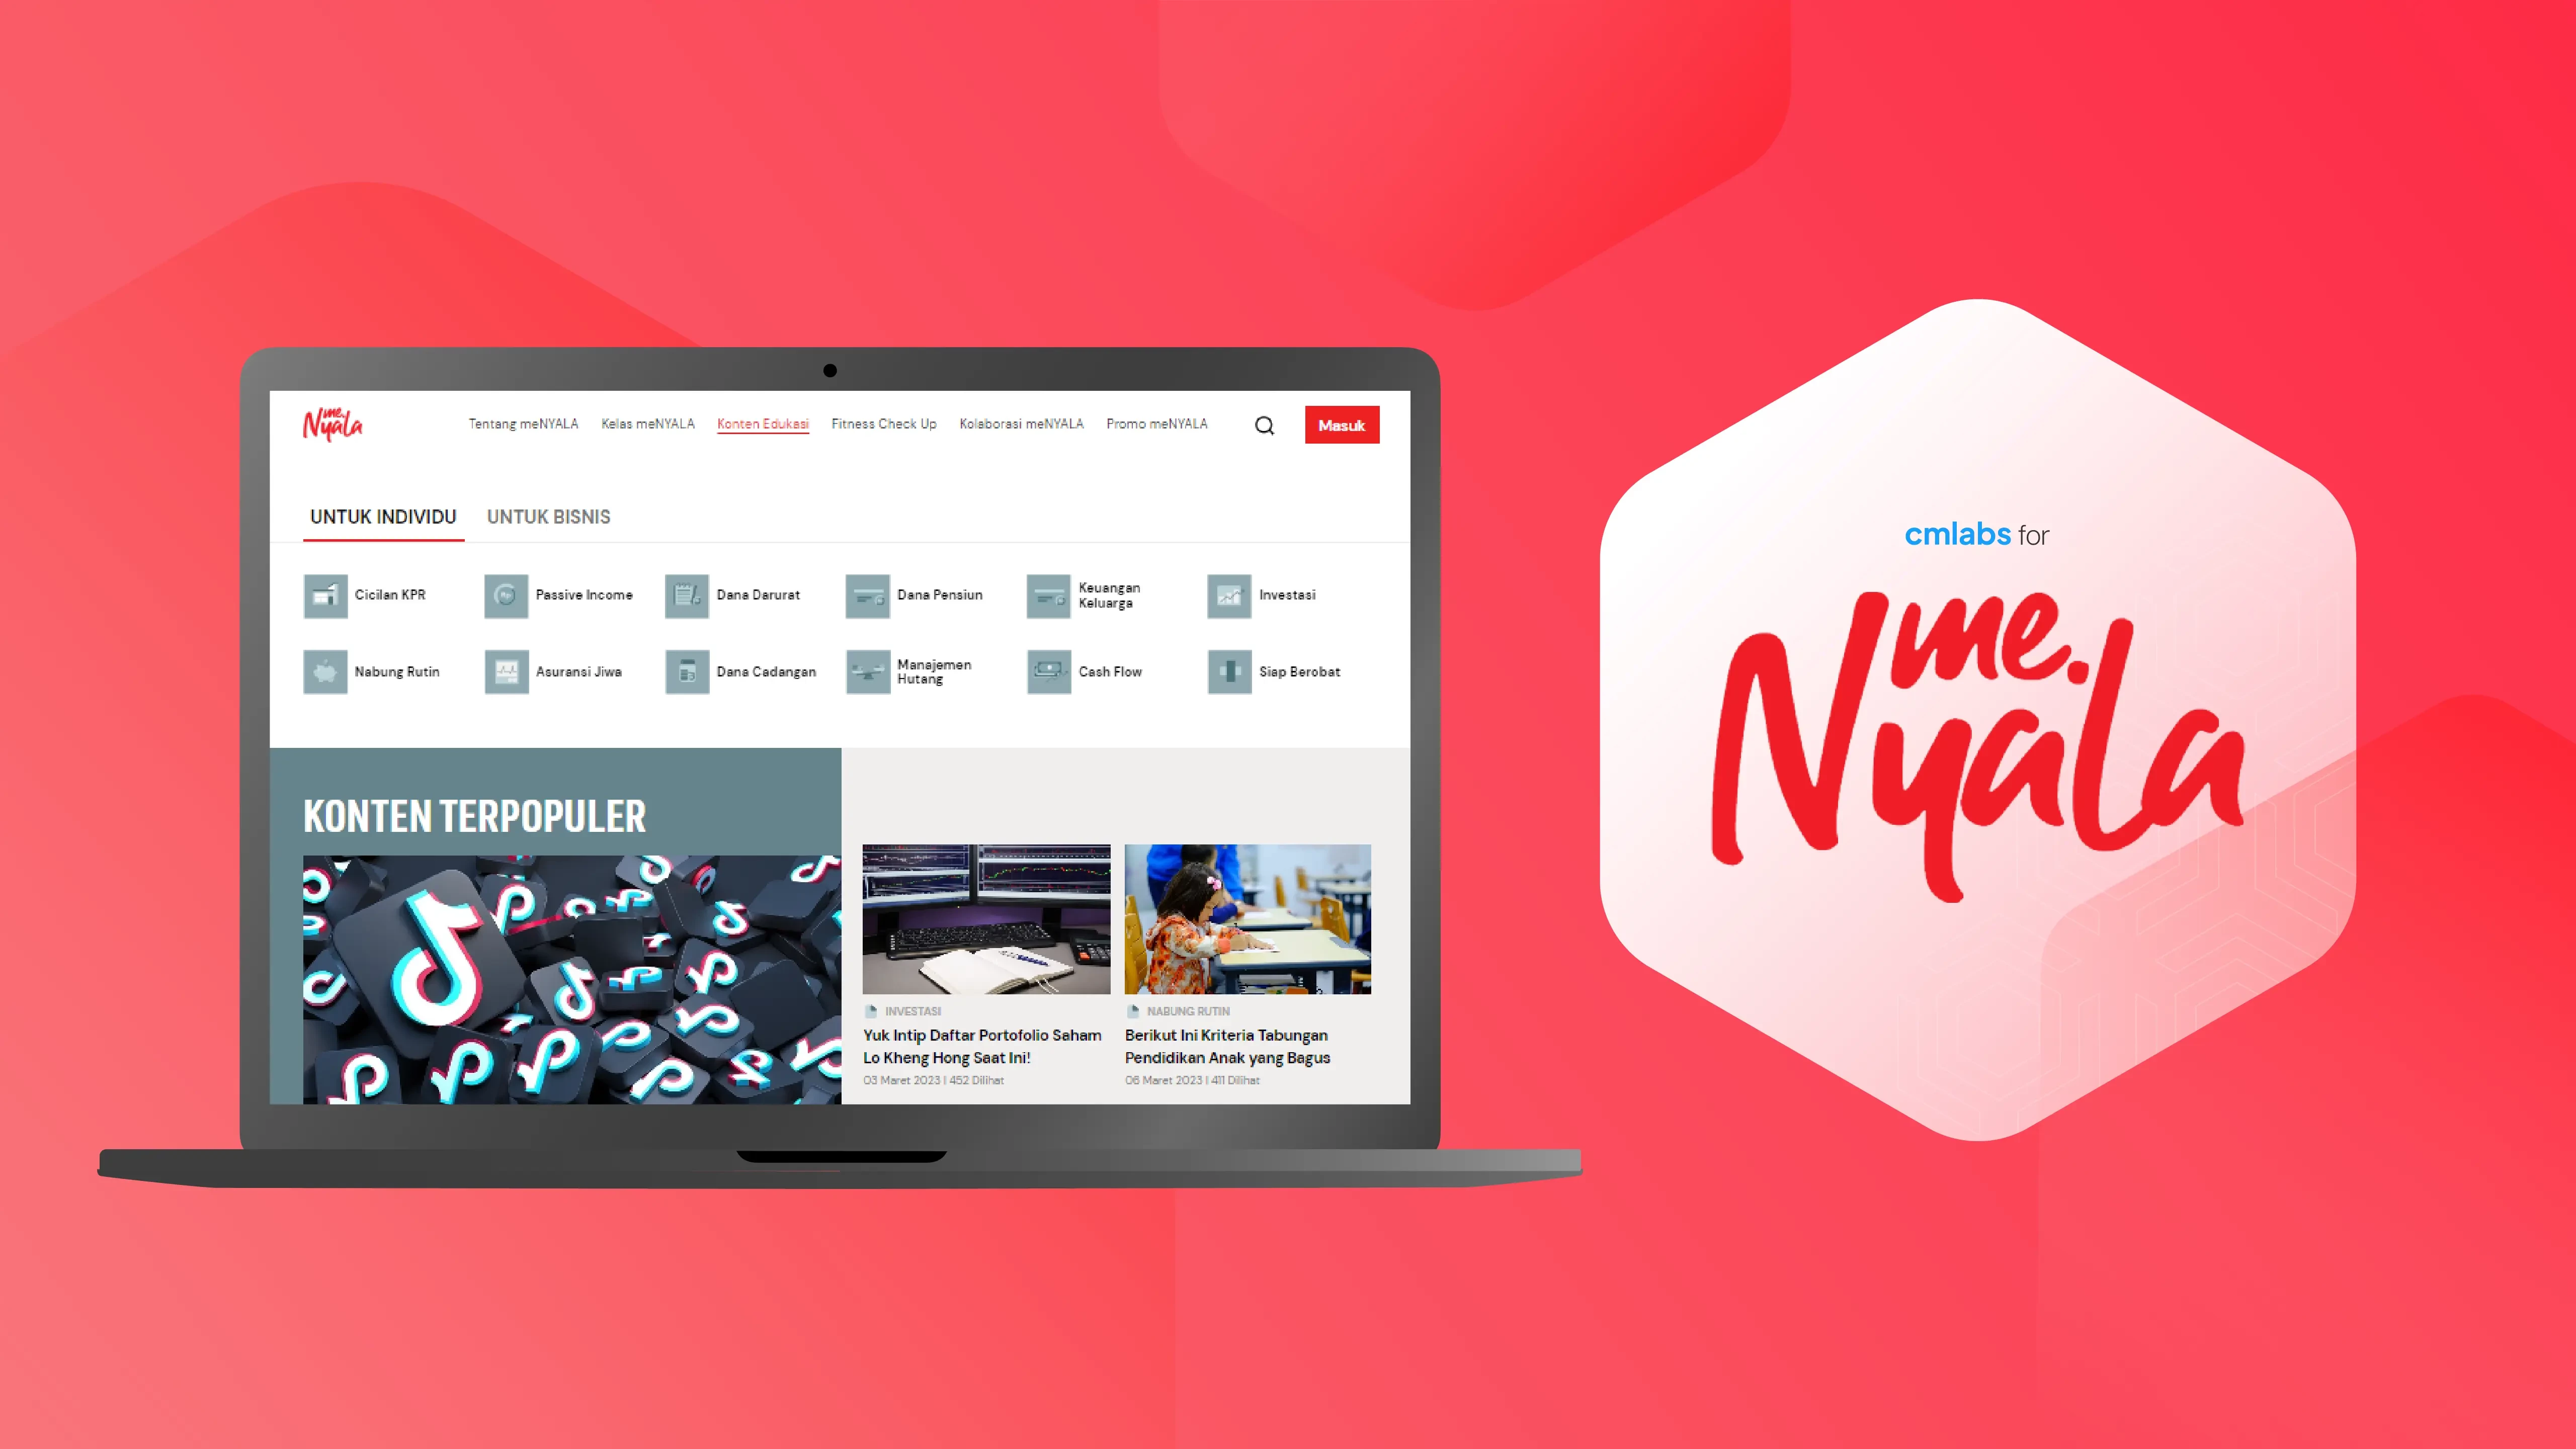 me.
Nyala
Tentang meNYALA Kelas meNYALA Konten Edukasi Fitness Check Up Kolaborasi meNYALA Promo meNYALA
Masuk
UNTUK INDIVIDU UNTUK BISNIS
Cicilan KPR
Passive Income
Dana Darurat
Dana Pensiun
Keuangan
Keluarga
Investasi
Nabung Rutin
Asuransi Jiwa
Dana Cadangan
Manajemen
Hutang
Cash Flow
Siap Berobat
KONTEN TERPOPULER
INVESTASI
Yuk Intip Daftar Portofolio Saham
Lo Kheng Hong Saat Ini!
03 Maret 2023 | 452 Dilihat
NABUNG RUTIN
Berikut Ini Kriteria Tabungan
Pendidikan Anak yang Bagus
06 Maret 2023 | 411 Dilihat
cmlabs for
me.
Nyala